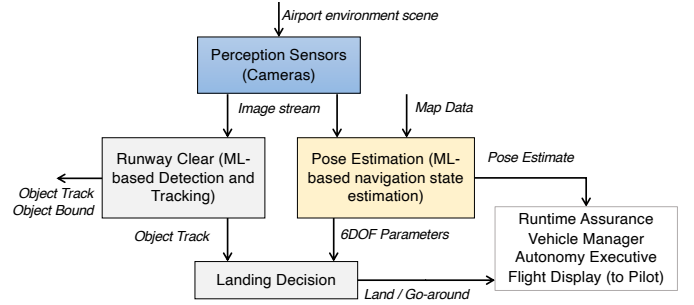 Airport environment scene
Perception Sensors
(Cameras)
Image stream
Map Data
Runway Clear (ML-
based Detection and
Tracking)
Pose Estimation (ML-
based navigation state
estimation)
Pose Estimate
Object Track
Object Bound
Object Track
6DOF Parameters
Runtime Assurance
Vehicle Manager
Autonomy Executive
Flight Display (to Pilot)
Landing Decision
Land / Go-around